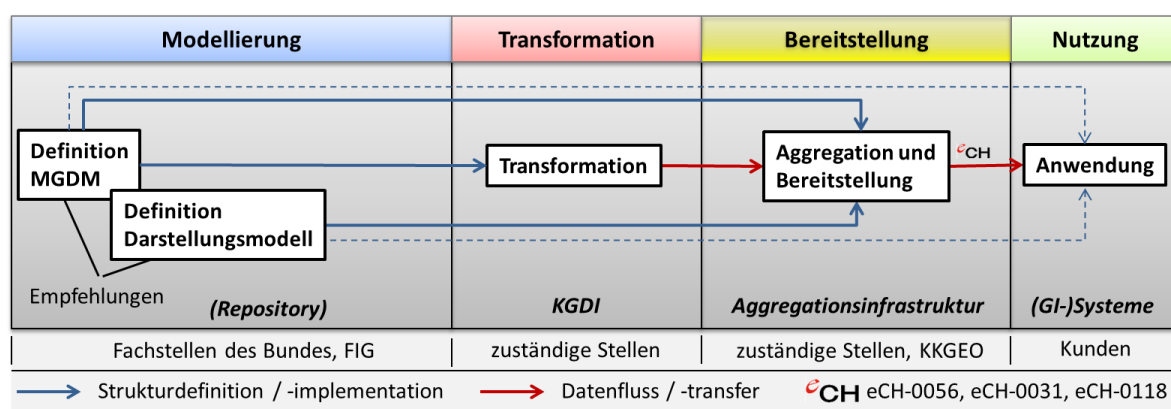 Modellierung
Transformation
Bereitstellung
Nutzung
Definition
MGDM
Definition
Darstellungsmodell
Empfehlungen
(Repository)
Transformation
KGDI
Aggregation und
Bereitstellung
Aggregationsinfrastruktur
eCH
Anwendung
(GI-)Systeme
Fachstellen des Bundes, FIG
zuständige Stellen
zuständige Stellen, KKGEO
Kunden
Strukturdefinition / -implementation
Datenfluss / -transfer
eCH eCH-0056, eCH-0031, eCH-0118